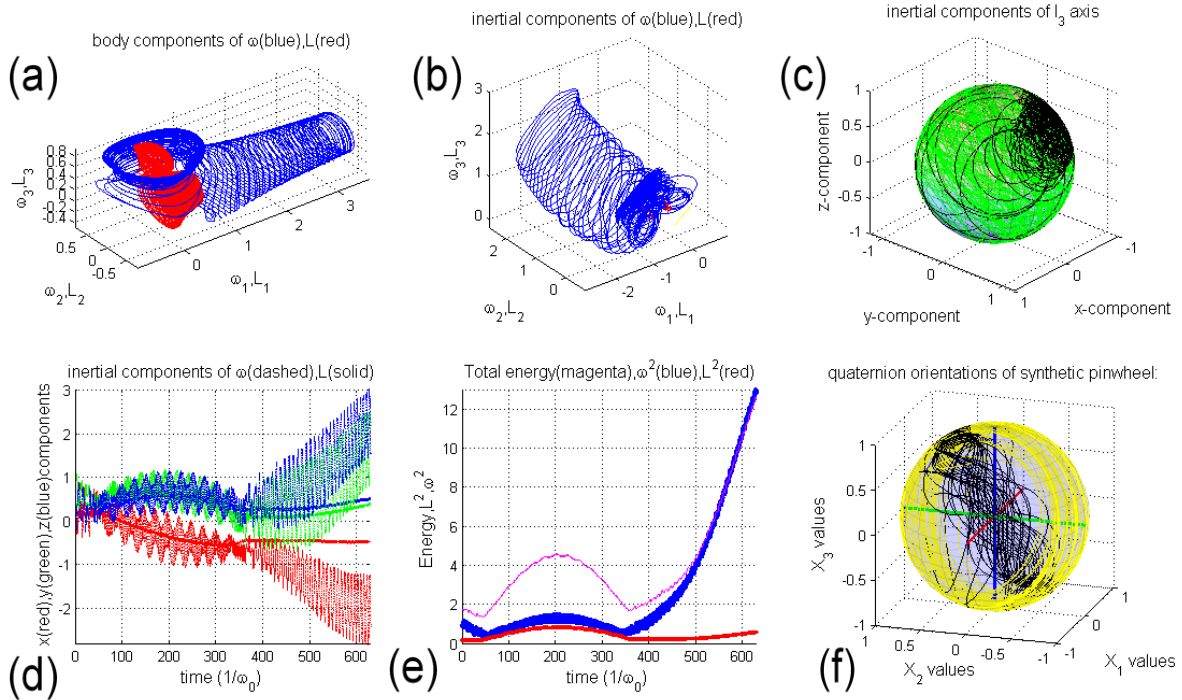 (a)
body components of ω(blue),L(red)
ω3,L3
0.8
0.6
0.4
0.2
0
-0.2
-0.4
0.5
0
-0.5
ω2,L2
0
1
2
3
ω1,L1
(b)
inertial components of ω(blue),L(red)
ω3,L3
3
2
1
0
2
1
0
ω2,L2
-2
-1
0
ω1,L1
(c)
inertial components of I3 axis
z-component
1
0.5
0
-0.5
-1
-1
0
1
y-component
1
0
-1
x-component
(d)
inertial components of ω(dashed),L(solid)
x(red),y(green),z(blue)components
3
2
1
0
-1
-2
0
100
200
300
400
500
600
time (1/ω0)
(e)
Total energy(magenta),ω2(blue),L2(red)
Energy,L2,ω2
12
10
8
6
4
2
0
0
100
200
300
400
500
600
time (1/ω0)
(f)
quaternion orientations of synthetic pinwheel:
X3 values
1
0.5
0
-0.5
-1
0.5
0
-0.5
-1
X2 values
1
0
-1
X1 values